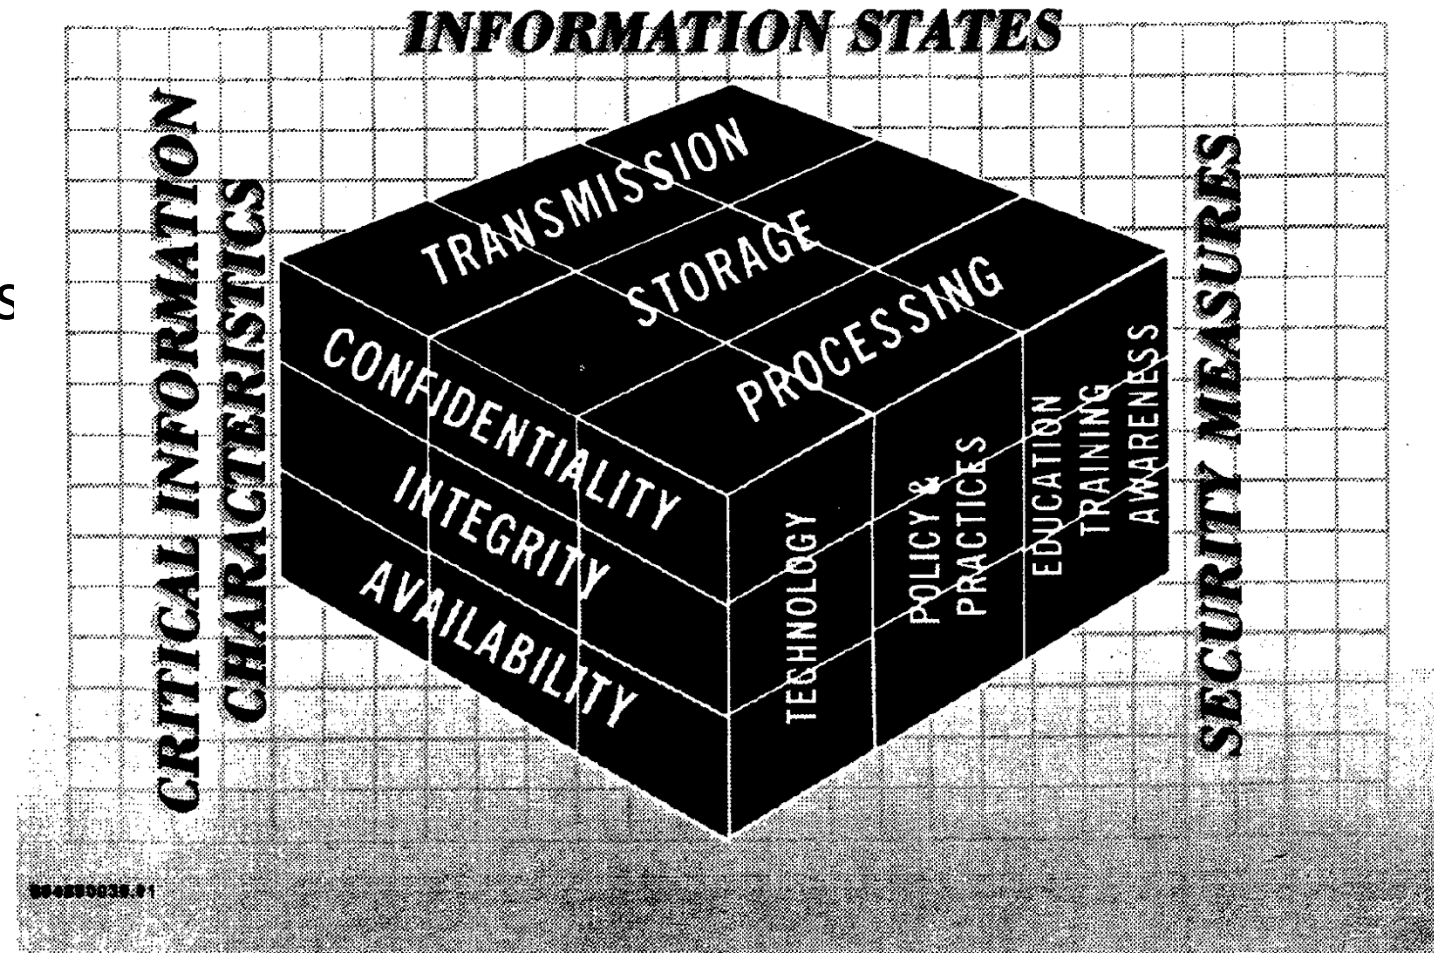 INFORMATION STATES
CRITICAL INFORMATION
CHARACTERISTICS
TRANSMISSION
STORAGE
PROCESSING
CONFIDENTIALITY
INTEGRITY
AVAILABILITY
TECHNOLOGY
POLICY &
PRACTICES
EDUCATION
TRAINING
AWARENESS
SECURITY MEASURES
s